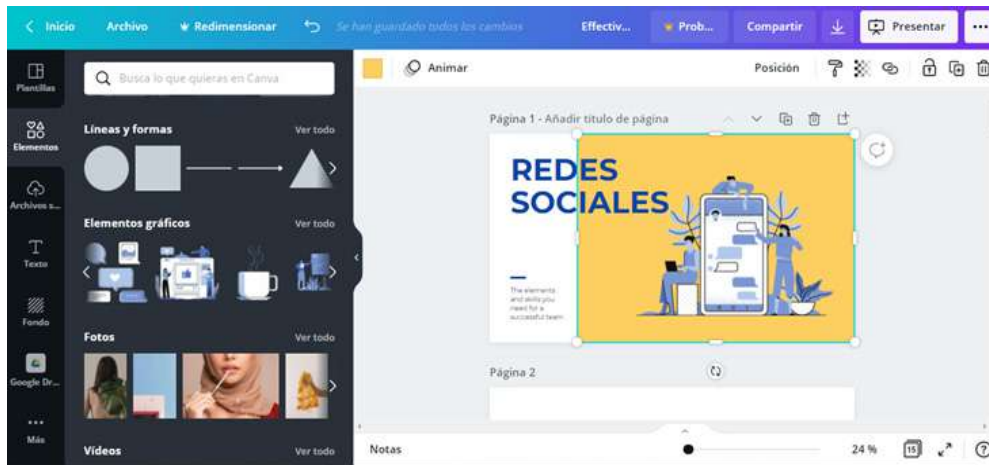 Inicio Archivo Redimensionar Se han guardado todos los cambios Effectiv... Prob... Compartir Presentar
Plantillas
Elementos
Archivos s...
Texto
Fondo
Google Dr...
Más
Busca lo que quieras en Canva
Líneas y formas Ver todo
Elementos gráficos Ver todo
Fotos Ver todo
Vídeos Ver todo
Animar Posición
Página 1 - Añadir título de página
REDES
SOCIALES
The elements
and skills you
need for a
successful team
Página 2
Notas 24 % 15